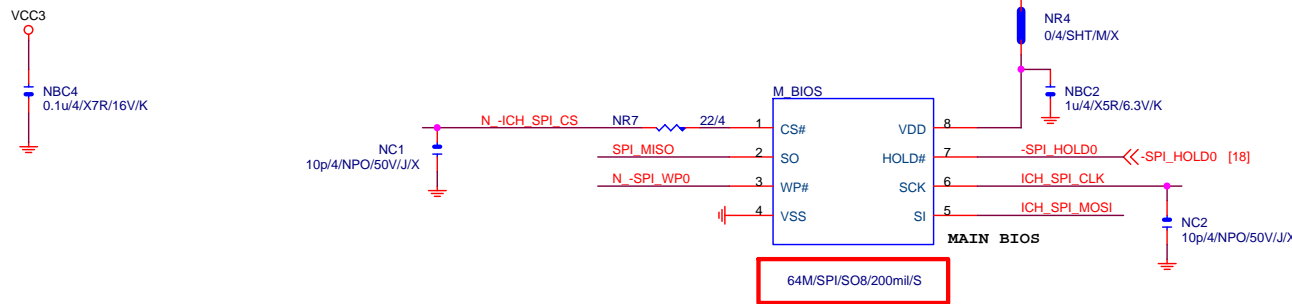 VCC3
NR4
0/4/SHT/M/X
NBC4
0.1u/4/X7R/16V/K
NBC2
1u/4/X5R/6.3V/K
M_BIOS
N_-ICH_SPI_CS
NR7
22/4
1
CS#
VDD
8
NC1
10p/4/NPO/50V/J/X
SPI_MISO
2
SO
HOLD#
7
-SPI_HOLD0
-SPI_HOLD0 [18]
N_-SPI_WP0
3
WP#
SCK
6
ICH_SPI_CLK
4
VSS
SI
5
ICH_SPI_MOSI
NC2
10p/4/NPO/50V/J/X
MAIN BIOS
64M/SPI/SO8/200mil/S